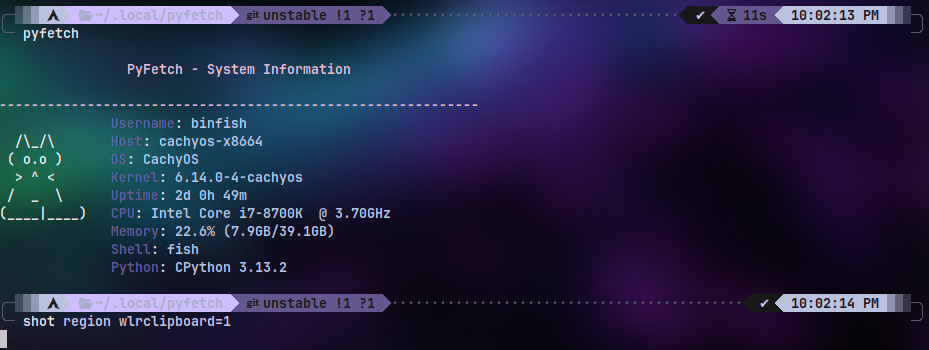 ~/.local/pyfetch git unstable !1 ?1 ✔ 11s 10:02:13 PM
pyfetch
PyFetch - System Information
-------------------------------------------------------------
Username: binfish
/\_/\ Host: cachyos-x8664
( o.o ) OS: CachyOS
> ^ < Kernel: 6.14.0-4-cachyos
/ _ \ Uptime: 2d 0h 49m
(____|____) CPU: Intel Core i7-8700K @ 3.70GHz
Memory: 22.6% (7.9GB/39.1GB)
Shell: fish
Python: CPython 3.13.2
~/.local/pyfetch git unstable !1 ?1 ✔ 10:02:14 PM
shot region wlrclipboard=1